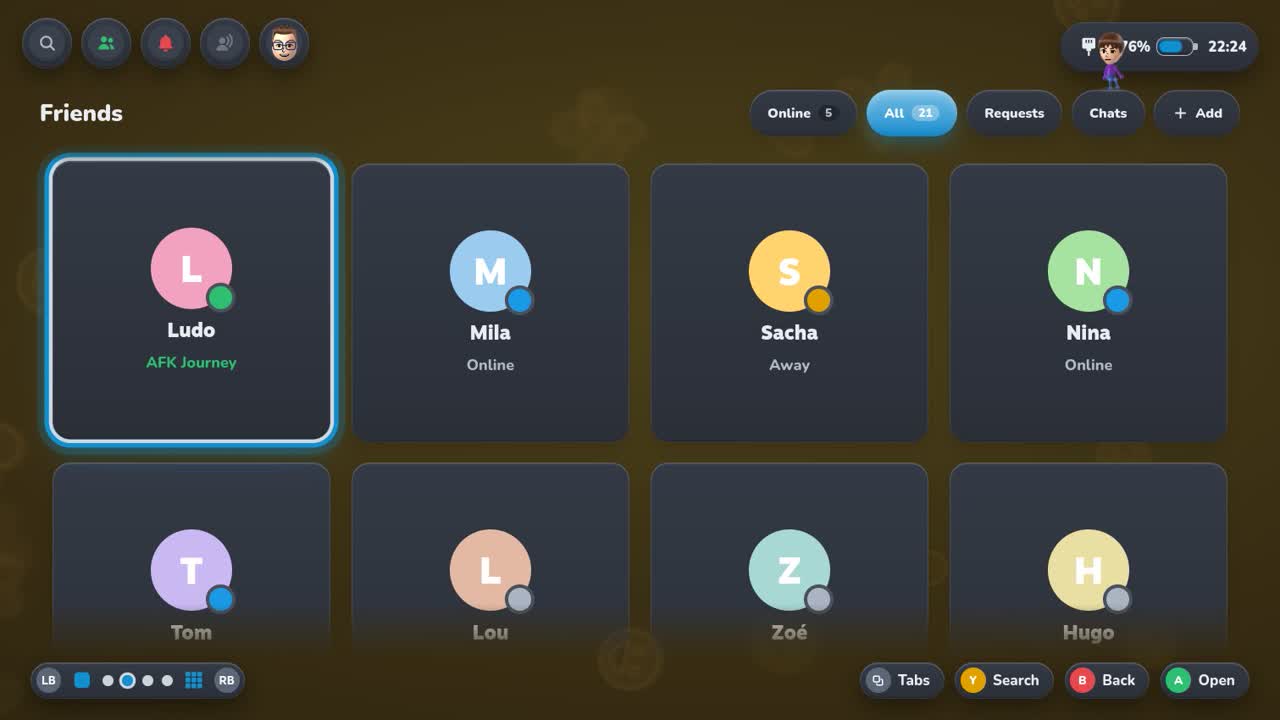 76% 22:24
Friends
Online 5 All 21 Requests Chats + Add
L M S N
Ludo Mila Sacha Nina
AFK Journey Online Away Online
T L Z H
Tom Lou Zoé Hugo
LB RB Tabs Y Search B Back A Open